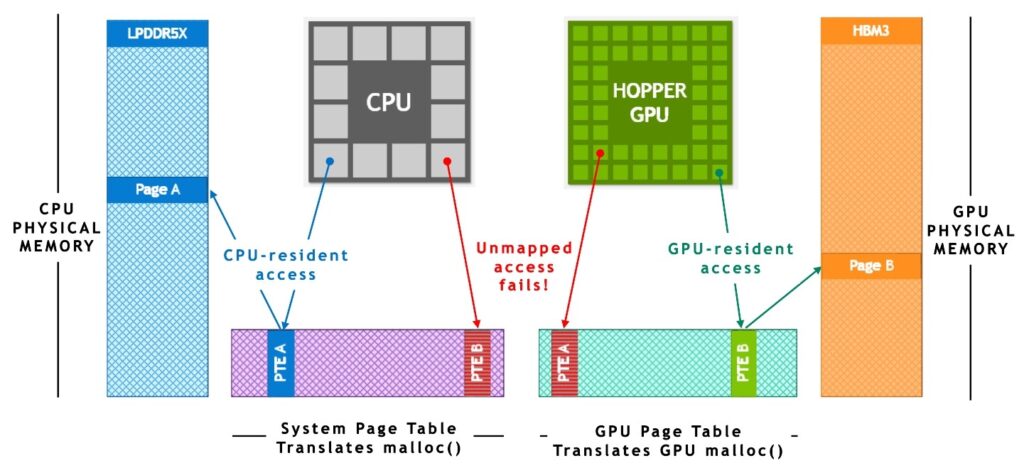 LPDDR5X
HBM3
CPU
HOPPER
GPU
Page A
CPU
PHYSICAL
MEMORY
GPU
PHYSICAL
MEMORY
CPU-resident
access
Unmapped
access
fails!
GPU-resident
access
Page B
PTE A
PTE B
PTE A
PTE B
System Page Table
Translates malloc()
GPU Page Table
Translates GPU malloc()